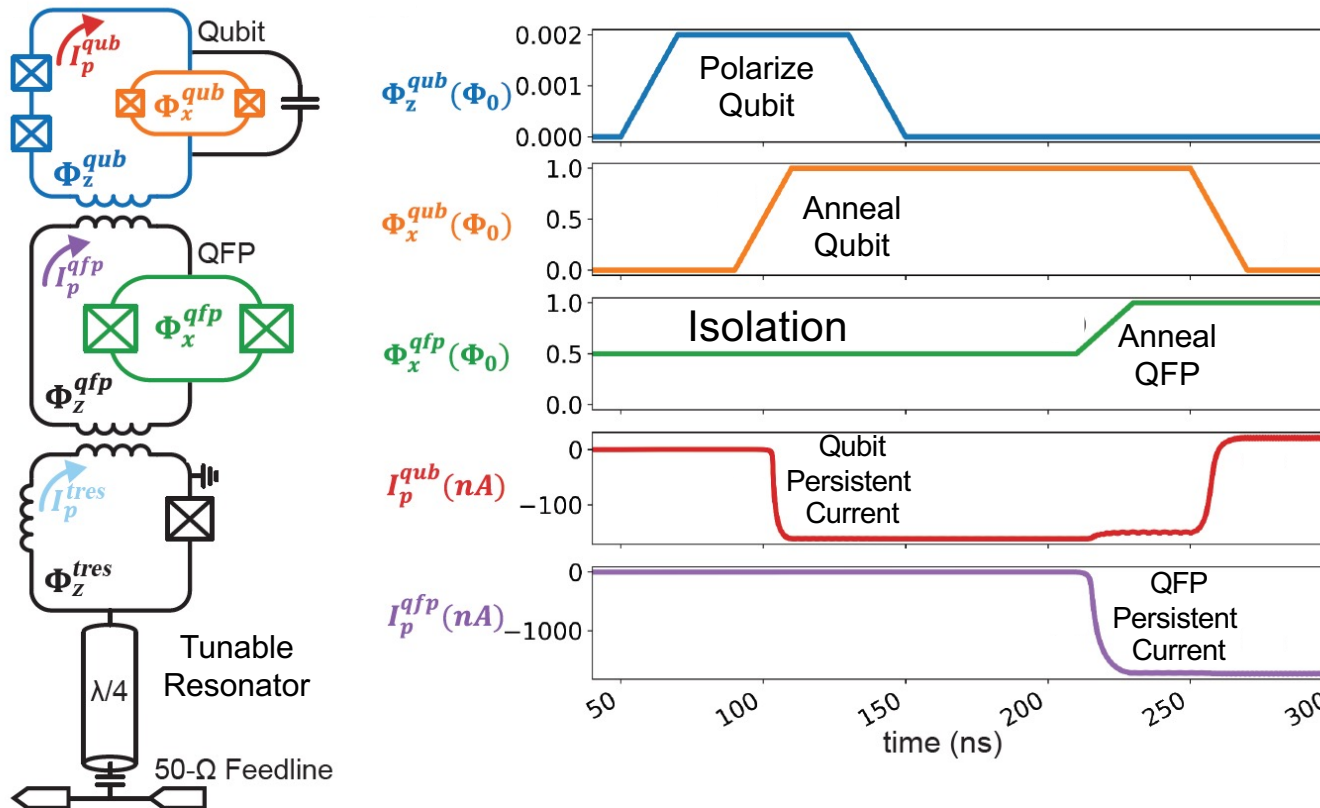 I_p^{qub}
Qubit
Φ_x^{qub}
Φ_z^{qub}
I_p^{qfp}
QFP
Φ_x^{qfp}
Φ_z^{qfp}
I_p^{tres}
Φ_z^{tres}
Tunable
Resonator
λ/4
50-Ω Feedline
Φ_z^{qub}(Φ_0)
0.002
0.001
0.000
Polarize
Qubit
Φ_x^{qub}(Φ_0)
1.0
0.5
0.0
Anneal
Qubit
Φ_x^{qfp}(Φ_0)
1.0
0.5
0.0
Isolation
Anneal
QFP
I_p^{qub}(nA)
0
−100
Qubit
Persistent
Current
I_p^{qfp}(nA)
0
−1000
QFP
Persistent
Current
50 100 150 200 250 300
time (ns)